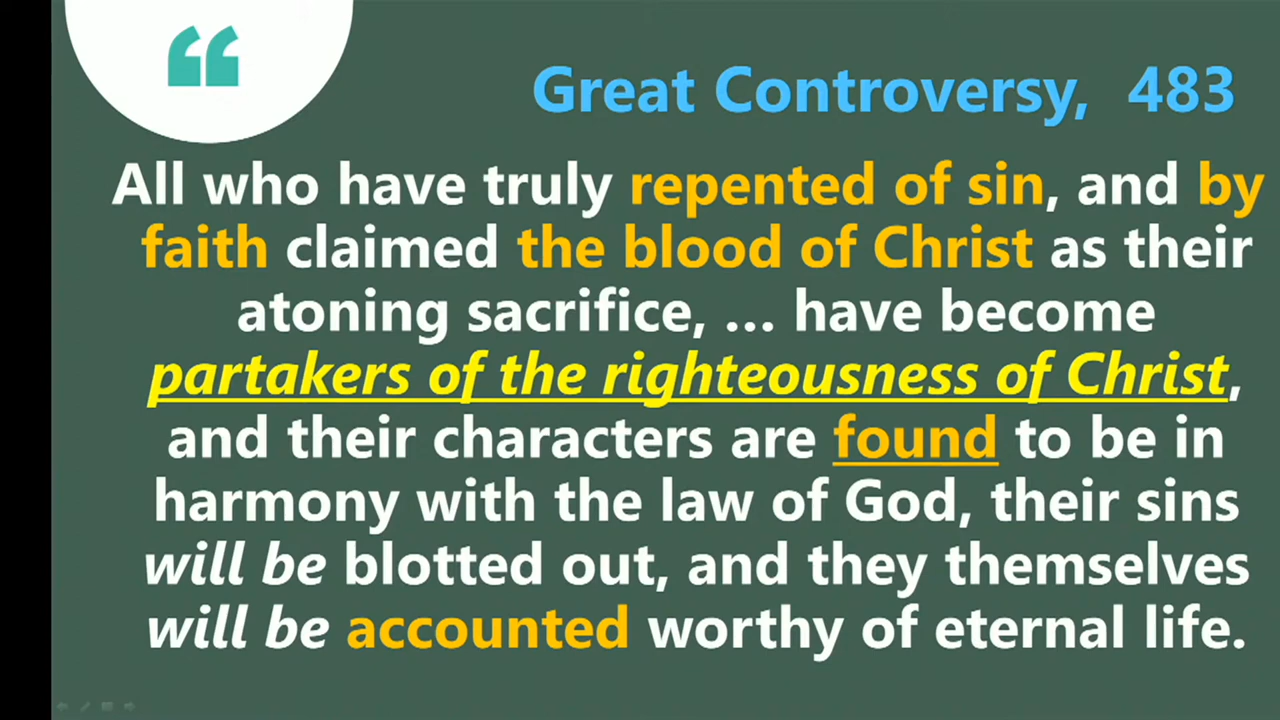 “
Great Controversy, 483
All who have truly repented of sin, and by
faith claimed the blood of Christ as their
atoning sacrifice, … have become
partakers of the righteousness of Christ,
and their characters are found to be in
harmony with the law of God, their sins
will be blotted out, and they themselves
will be accounted worthy of eternal life.